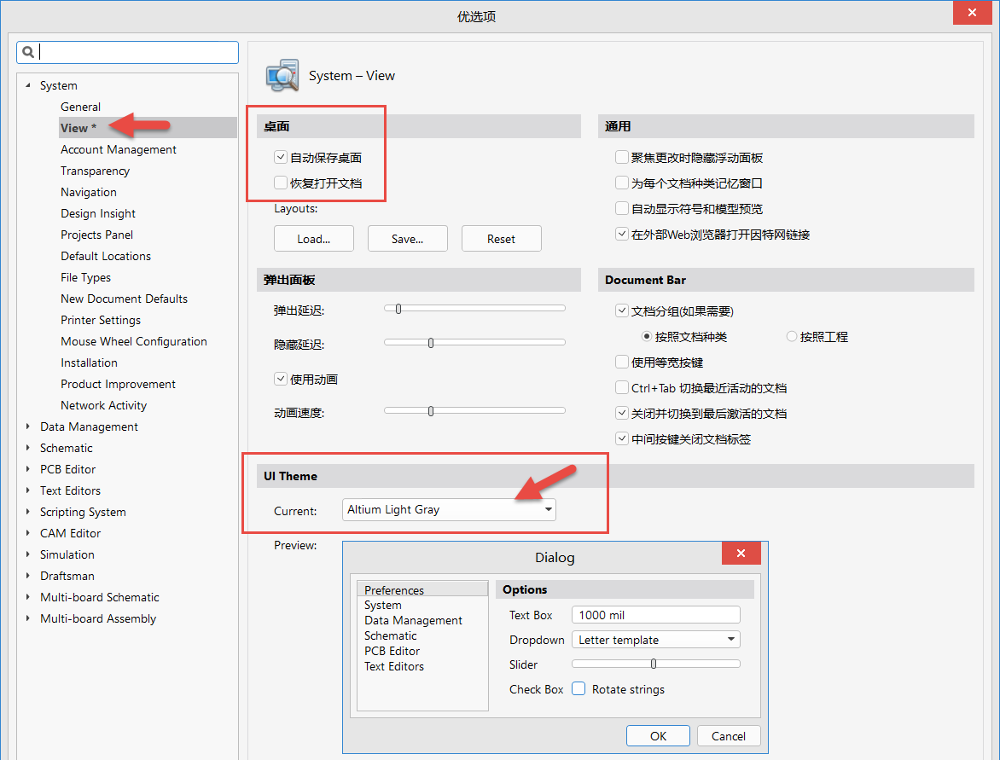 优选项
System
General
View *
Account Management
Transparency
Navigation
Design Insight
Projects Panel
Default Locations
File Types
New Document Defaults
Printer Settings
Mouse Wheel Configuration
Installation
Product Improvement
Network Activity
Data Management
Schematic
PCB Editor
Text Editors
Scripting System
CAM Editor
Simulation
Draftsman
Multi-board Schematic
Multi-board Assembly
System – View
桌面
自动保存桌面
恢复打开文档
Layouts:
Load... Save... Reset
通用
聚焦更改时隐藏浮动面板
为每个文档种类记忆窗口
自动显示符号和模型预览
在外部Web浏览器打开因特网链接
弹出面板
弹出延迟:
隐藏延迟:
使用动画
动画速度:
Document Bar
文档分组(如果需要)
按照文档种类 按照工程
使用等宽按键
Ctrl+Tab 切换最近活动的文档
关闭并切换到最后激活的文档
中间按键关闭文档标签
UI Theme
Current: Altium Light Gray
Preview:
Dialog
Preferences
System
Data Management
Schematic
PCB Editor
Text Editors
Options
Text Box 1000 mil
Dropdown Letter template
Slider
Check Box Rotate strings
OK Cancel